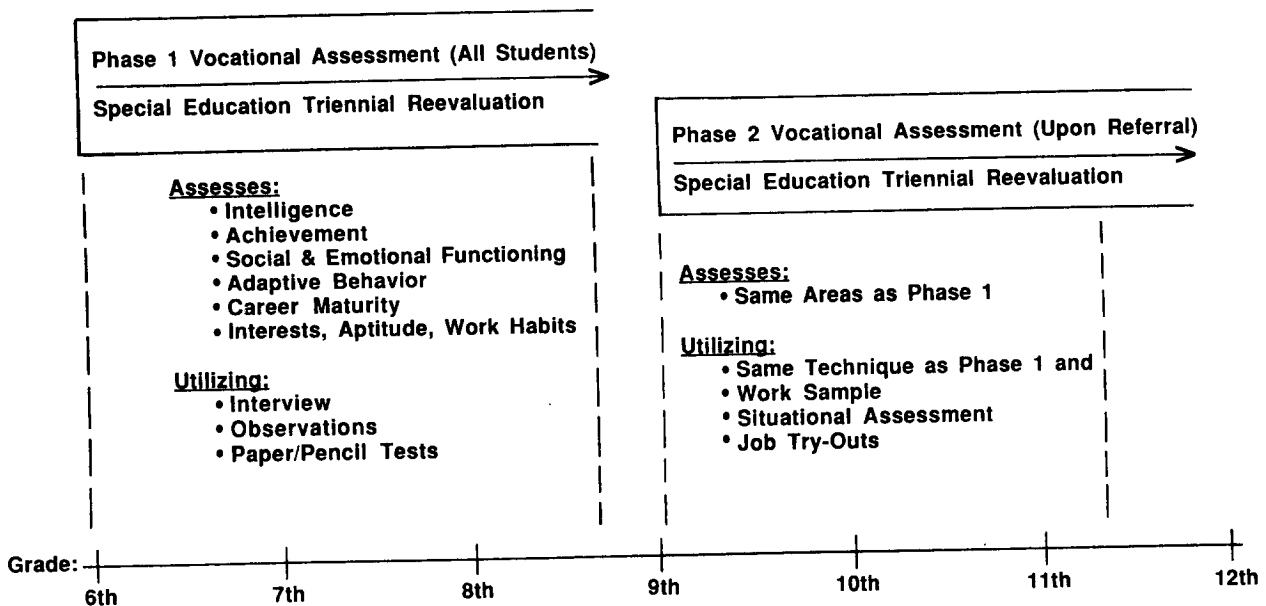 Phase 1 Vocational Assessment (All Students)
Special Education Triennial Reevaluation
Assesses:
• Intelligence
• Achievement
• Social & Emotional Functioning
• Adaptive Behavior
• Career Maturity
• Interests, Aptitude, Work Habits
Utilizing:
• Interview
• Observations
• Paper/Pencil Tests
Phase 2 Vocational Assessment (Upon Referral)
Special Education Triennial Reevaluation
Assesses:
• Same Areas as Phase 1
Utilizing:
• Same Technique as Phase 1 and
• Work Sample
• Situational Assessment
• Job Try-Outs
Grade:
6th 7th 8th 9th 10th 11th 12th